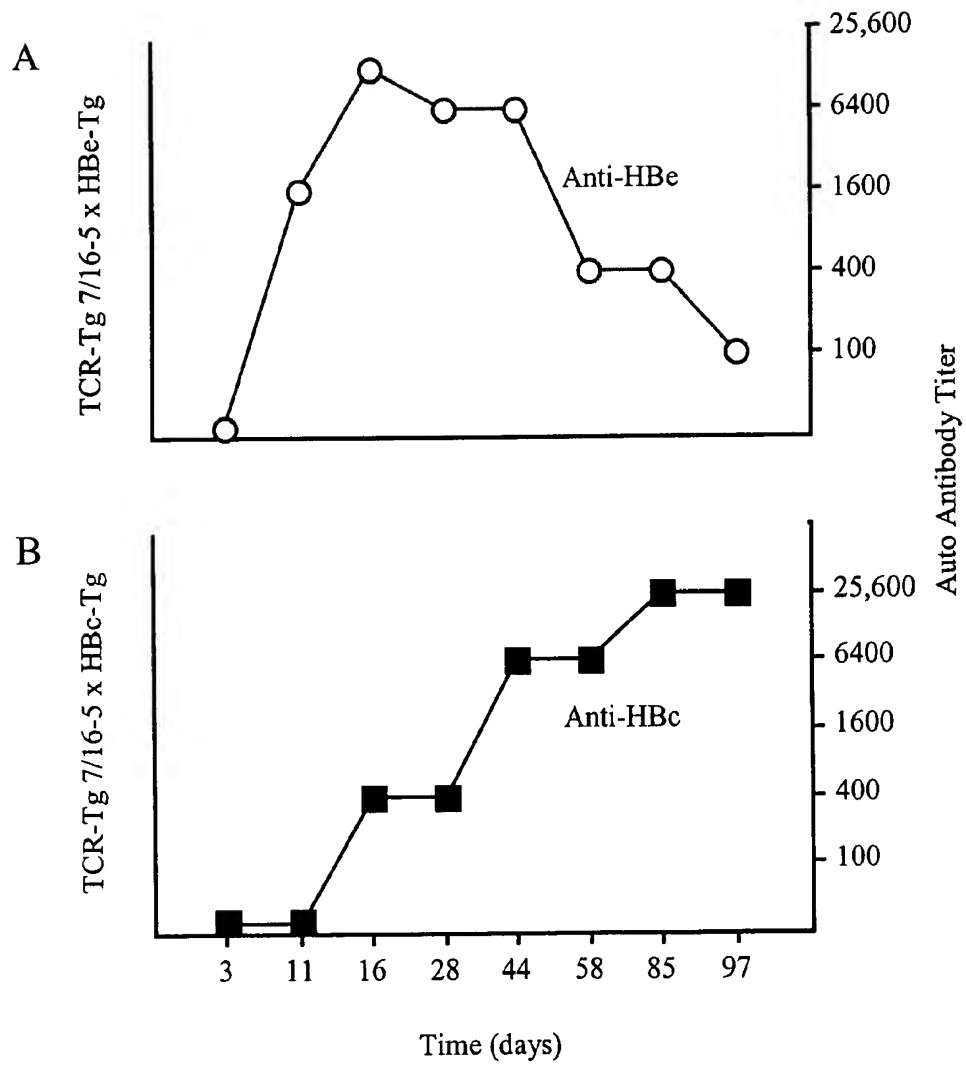 A
TCR-Tg 7/16-5 x HBe-Tg
25,600
6400
1600
400
100
Anti-HBe
Auto Antibody Titer
B
TCR-Tg 7/16-5 x HBc-Tg
25,600
6400
1600
400
100
Anti-HBc
3 11 16 28 44 58 85 97
Time (days)